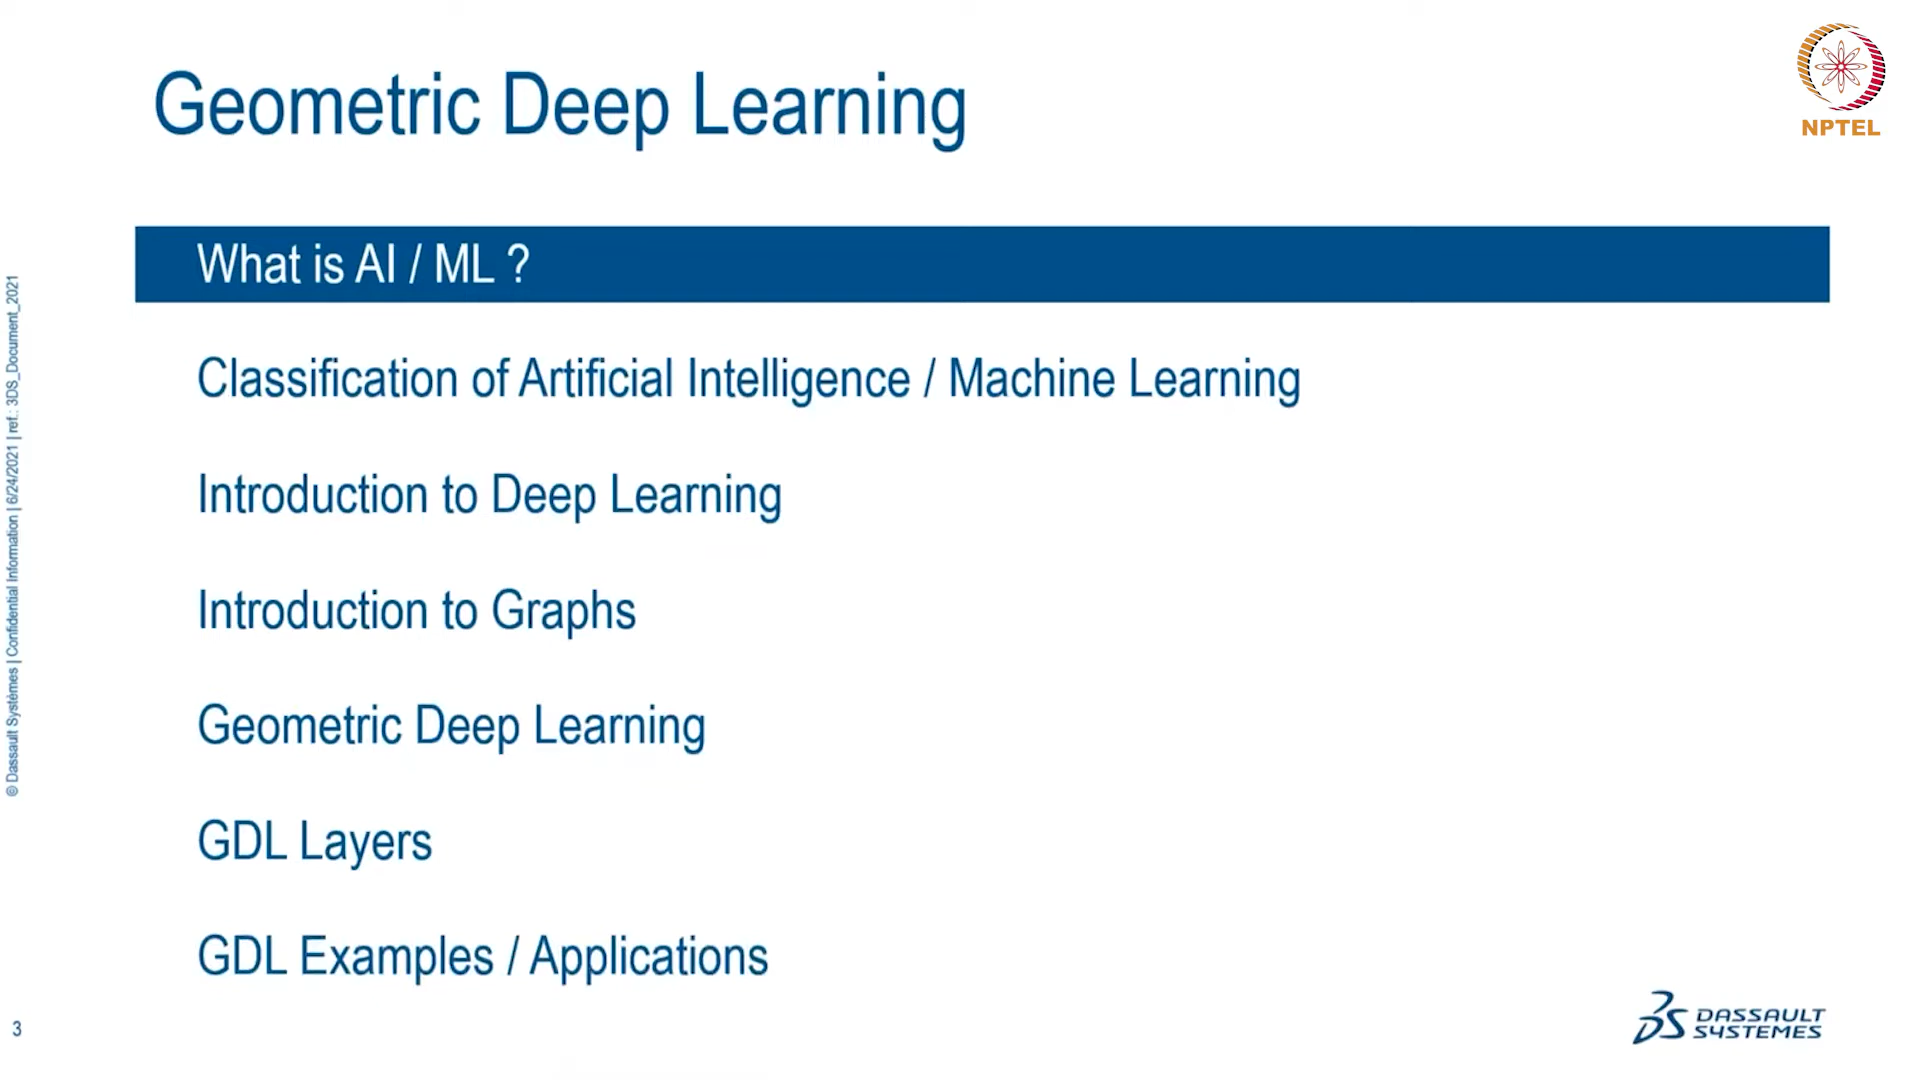 Geometric Deep Learning
NPTEL
What is AI / ML ?
Classification of Artificial Intelligence / Machine Learning
Introduction to Deep Learning
Introduction to Graphs
Geometric Deep Learning
GDL Layers
GDL Examples / Applications
© Dassault Systèmes | Confidential Information | 6/24/2021 | ref.: 3DS_Document_2021
3
DASSAULT
SYSTEMES